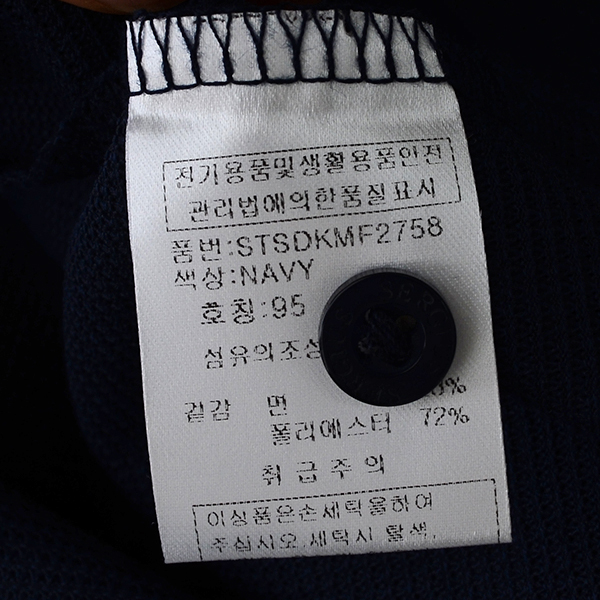 전기용품및생활용품안전
관리법에의한품질표시
품번:STSDKMF2758
색상:NAVY
호칭:95
섬유의조성
겉감 면
폴리에스터 72%
취급주의
이상품은손세탁을하여
주십시오.세탁시 탈색,